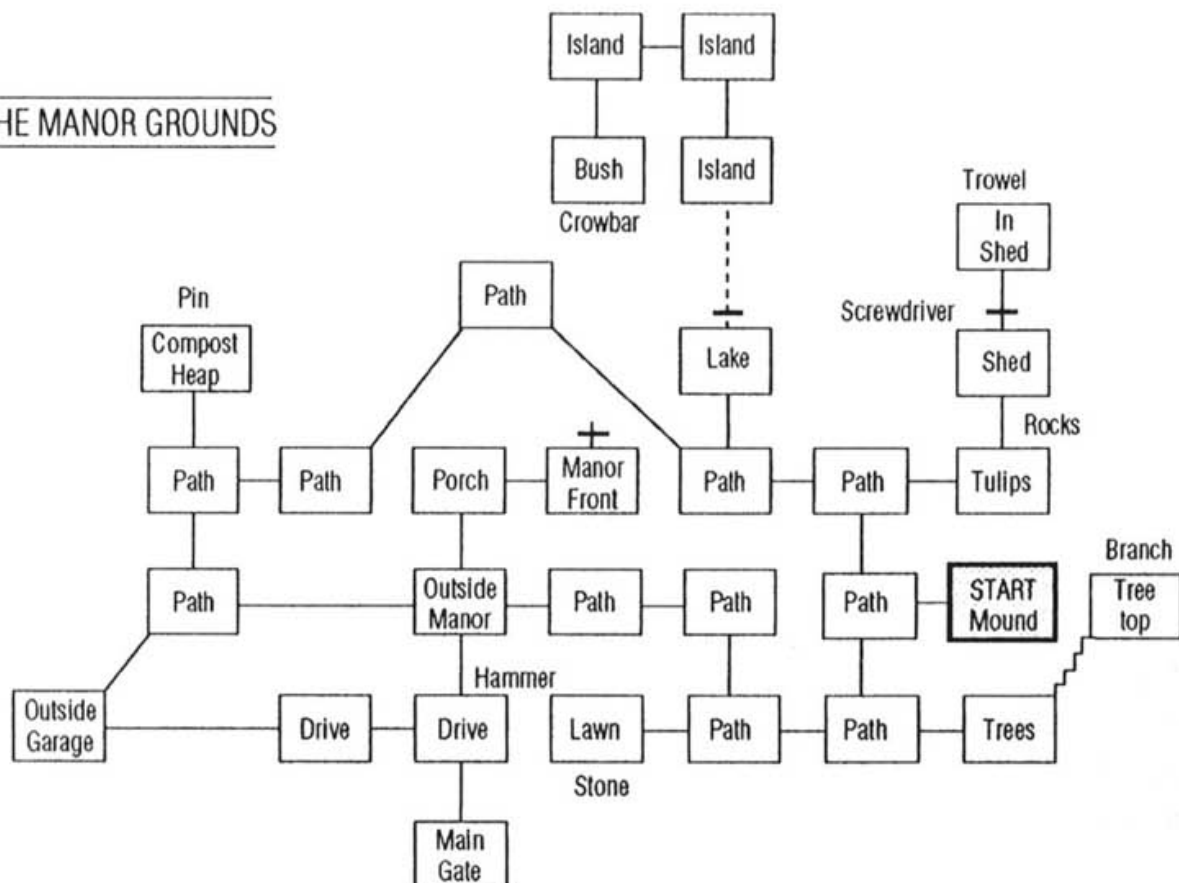 Island
Island
HE MANOR GROUNDS
Bush
Island
Crowbar
Trowel
In
Shed
Path
Pin
Screwdriver
Compost
Heap
Lake
Shed
Rocks
Path
Path
Porch
Manor
Front
Path
Path
Tulips
Branch
Path
Outside
Manor
Path
Path
Path
START
Mound
Tree
top
Hammer
Outside
Garage
Drive
Drive
Lawn
Path
Path
Trees
Stone
Main
Gate